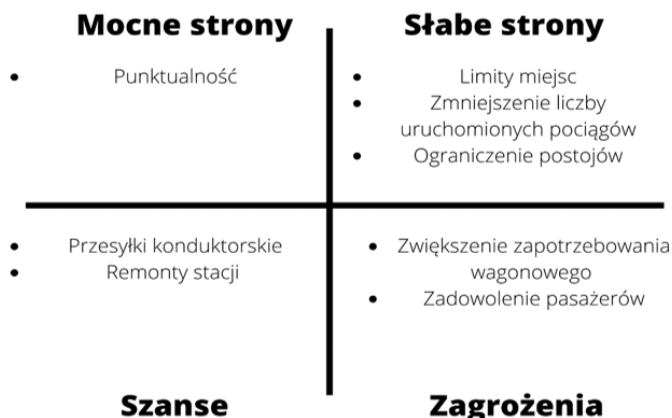 Mocne strony
• Punktualność
Słabe strony
• Limity miejsc
• Zmniejszenie liczby
uruchomionych pociągów
• Ograniczenie postojów
• Przesyłki konduktorskie
• Remonty stacji
Szanse
• Zwiększenie zapotrzebowania
wagonowego
• Zadowolenie pasażerów
Zagrożenia